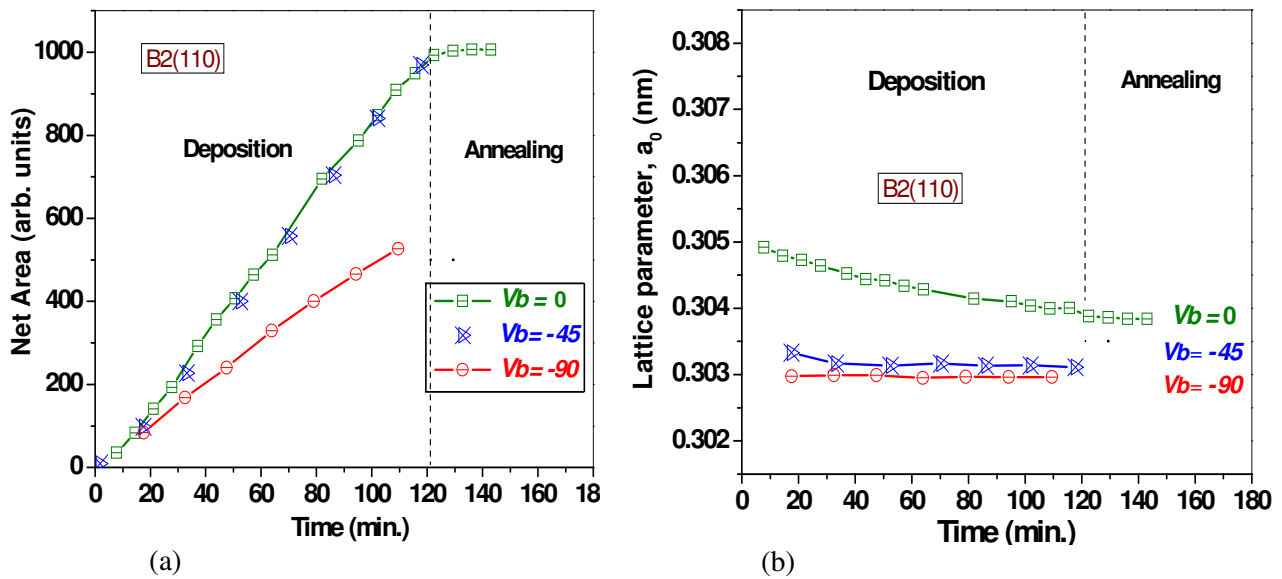 1000
800
600
400
200
0
Net Area (arb. units)
B2(110)
Deposition
Annealing
Vb = 0
Vb= -45
Vb= -90
0 20 40 60 80 100 120 140 160 18
Time (min.)
(a)
0.308
0.307
0.306
0.305
0.304
0.303
0.302
Lattice parameter, a0 (nm)
Deposition
Annealing
B2(110)
Vb = 0
Vb= -45
Vb= -90
0 20 40 60 80 100 120 140 160 180
Time (min.)
(b)